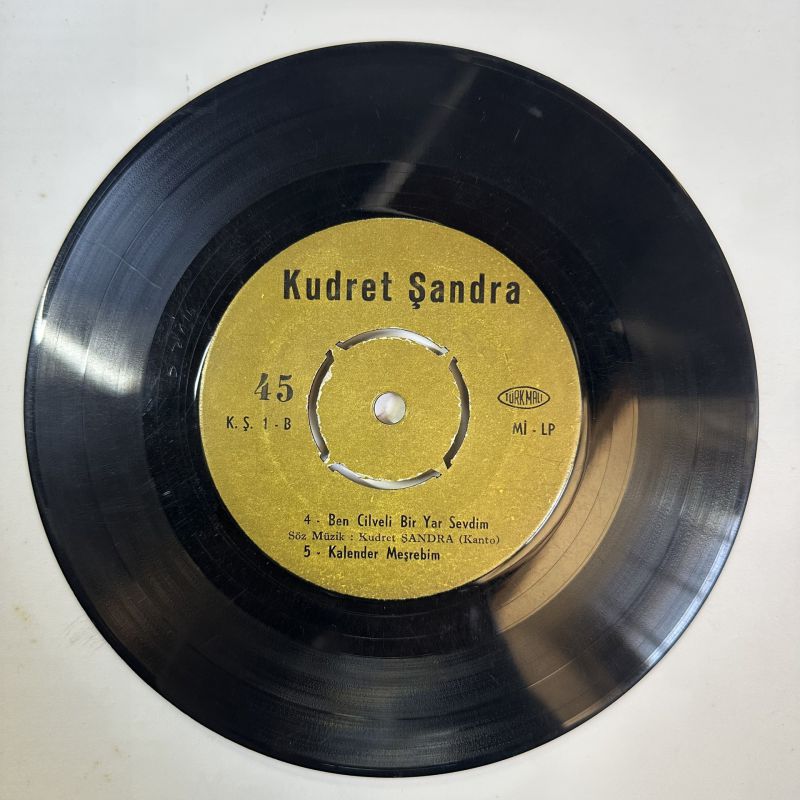 Kudret Şandra
45
K. Ş. 1 - B
TÜRK MALI
Mİ - LP
4 - Ben Cilveli Bir Yar Sevdim
Söz Müzik : Kudret ŞANDRA (Kanto)
5 - Kalender Meşrebim